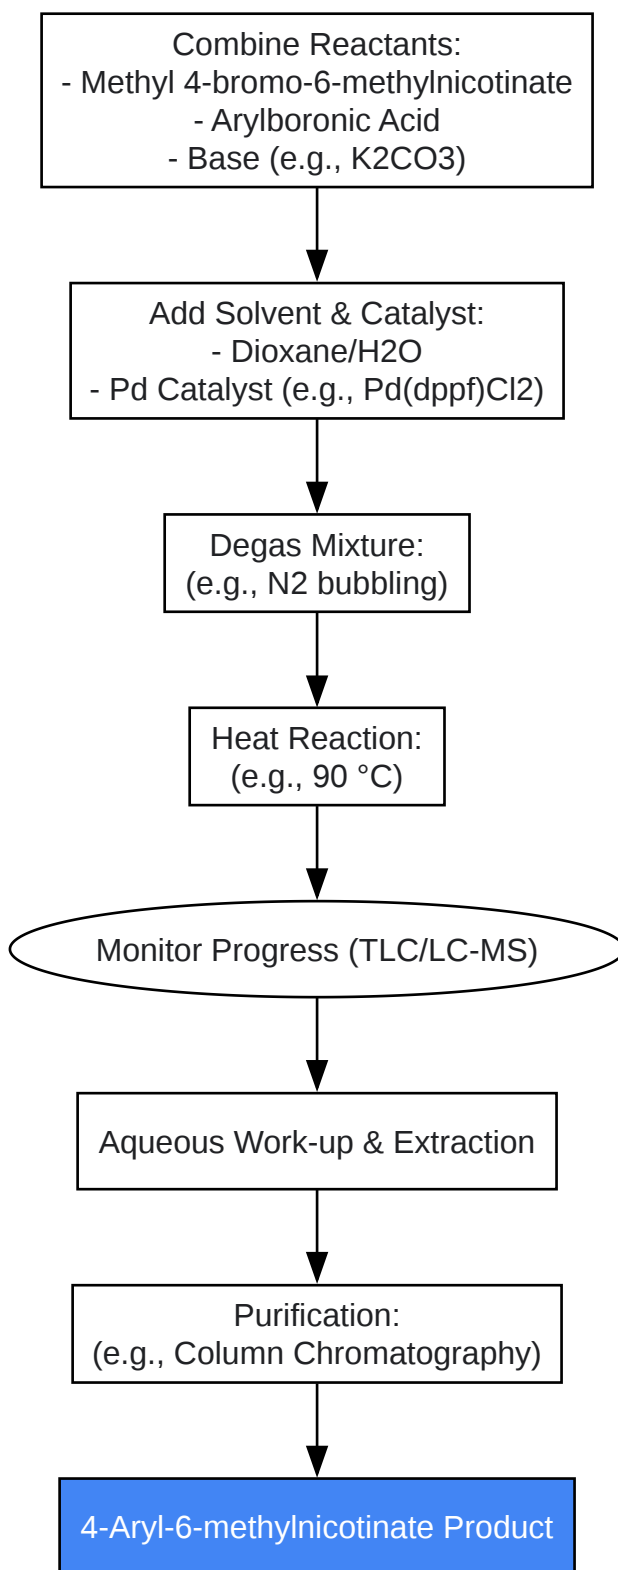 Combine Reactants:
- Methyl 4-bromo-6-methylnicotinate
- Arylboronic Acid
- Base (e.g., K2CO3)
Add Solvent & Catalyst:
- Dioxane/H2O
- Pd Catalyst (e.g., Pd(dppf)Cl2)
Degas Mixture:
(e.g., N2 bubbling)
Heat Reaction:
(e.g., 90 °C)
Monitor Progress (TLC/LC-MS)
Aqueous Work-up & Extraction
Purification:
(e.g., Column Chromatography)
4-Aryl-6-methylnicotinate Product